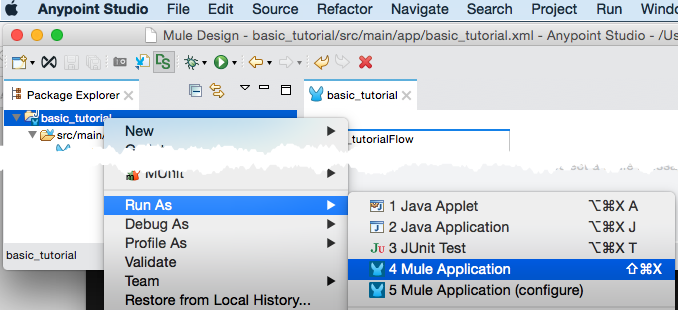 Anypoint Studio File Edit Source Refactor Navigate Search Project Run Window
Mule Design - basic_tutorial/src/main/app/basic_tutorial.xml - Anypoint Studio - /Us
Package Explorer
basic_tutorial
basic_tutorial
src/main/
_tutorialFlow
New
MUnit
Run As
Debug As
Profile As
Validate
Team
Restore from Local History...
1 Java Applet ⌥⌘X A
2 Java Application ⌥⌘X J
Ju 3 JUnit Test ⌥⌘X T
4 Mule Application ⇧⌘X
5 Mule Application (configure)
basic_tutorial